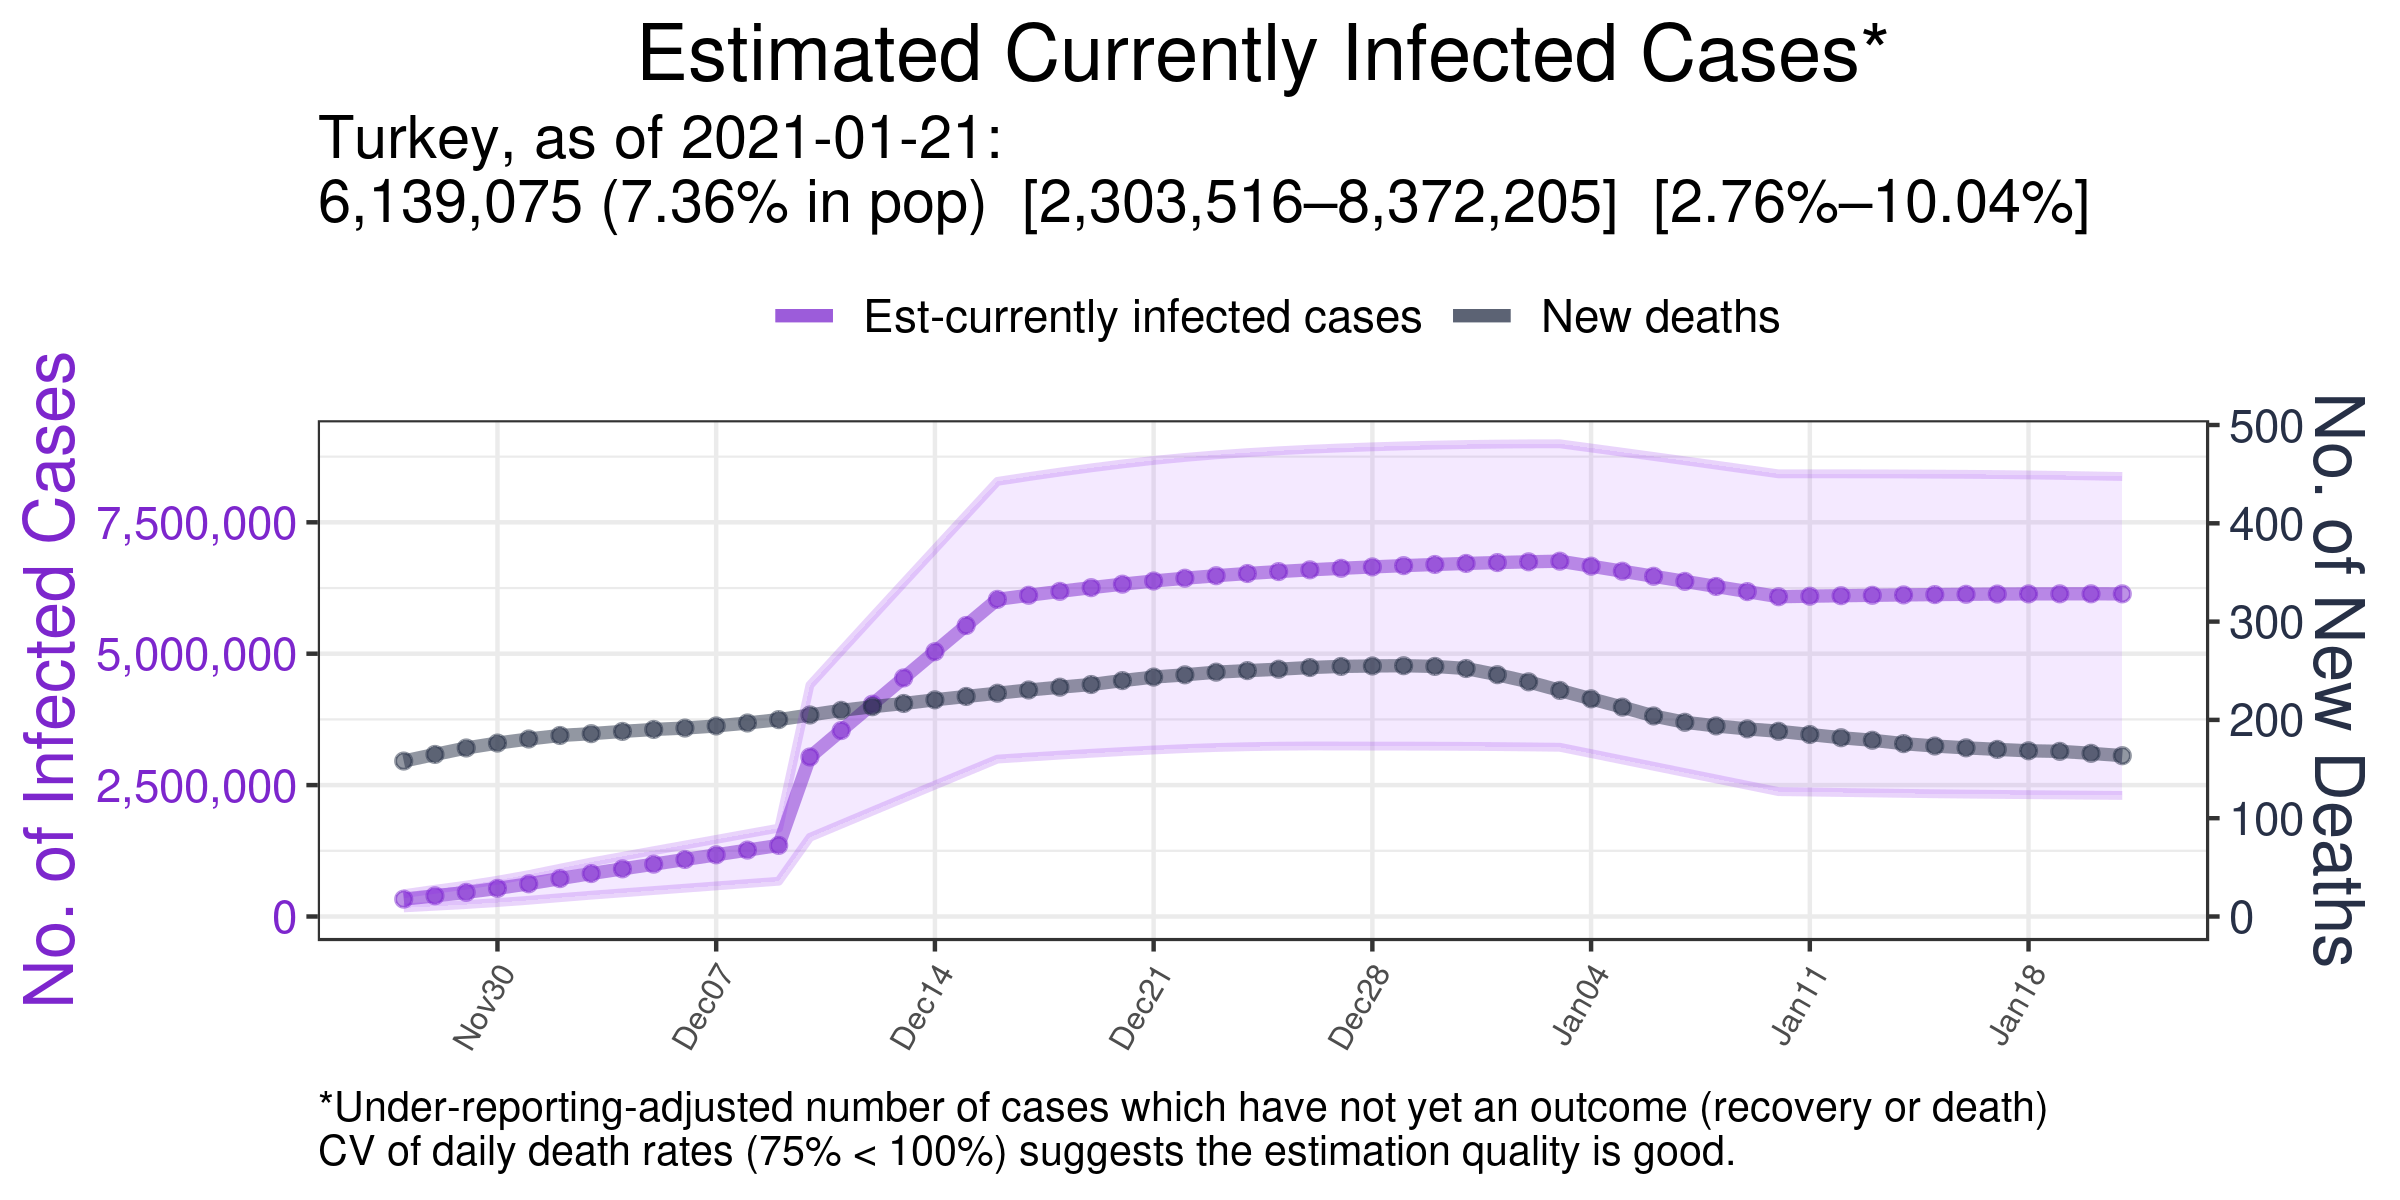 Estimated Currently Infected Cases*
Turkey, as of 2021-01-21:
6,139,075 (7.36% in pop) [2,303,516–8,372,205] [2.76%–10.04%]
Est-currently infected cases New deaths
No. of Infected Cases
7,500,000
5,000,000
2,500,000
0
500
400
300
200
100
0
No. of New Deaths
Nov30 Dec07 Dec14 Dec21 Dec28 Jan04 Jan11 Jan18
*Under-reporting-adjusted number of cases which have not yet an outcome (recovery or death)
CV of daily death rates (75% < 100%) suggests the estimation quality is good.